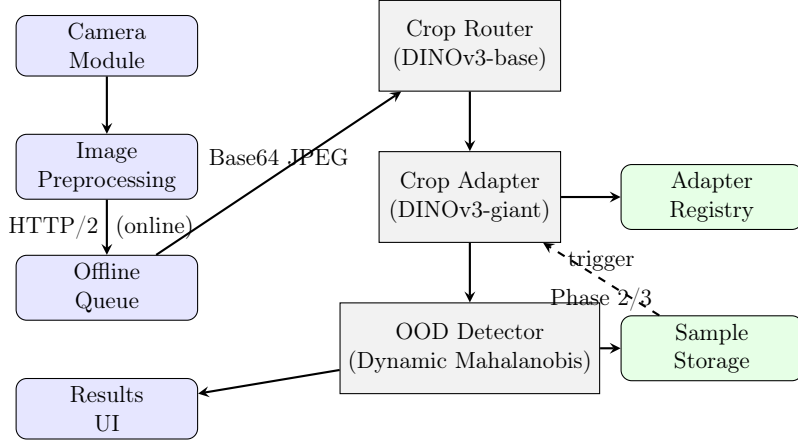 Camera
Module
Crop Router
(DINOv3-base)
Image
Preprocessing
Base64 JPEG
Crop Adapter
(DINOv3-giant)
Adapter
Registry
HTTP/2 (online)
Offline
Queue
trigger
Phase 2/3
OOD Detector
(Dynamic Mahalanobis)
Sample
Storage
Results
UI